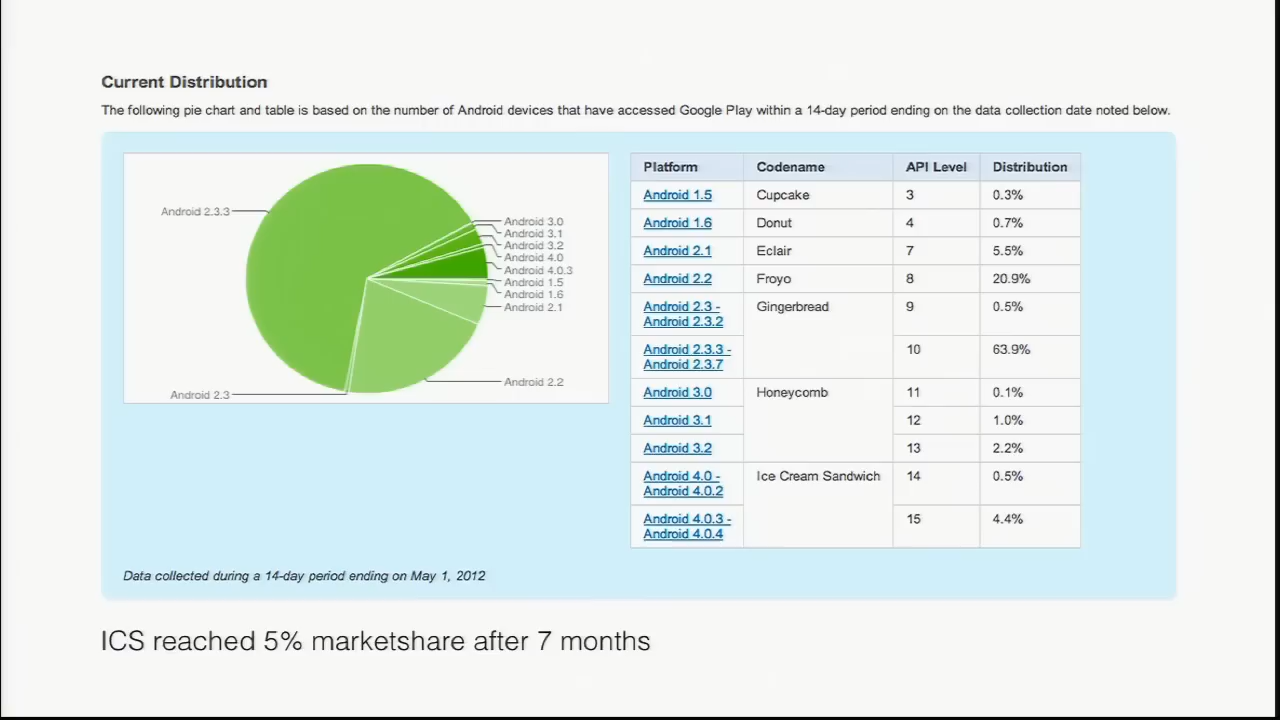 Current Distribution
The following pie chart and table is based on the number of Android devices that have accessed Google Play within a 14-day period ending on the data collection date noted below.
Android 2.3.3
Android 3.0
Android 3.1
Android 3.2
Android 4.0
Android 4.0.3
Android 1.5
Android 1.6
Android 2.1
Android 2.2
Android 2.3
Platform Codename API Level Distribution
Android 1.5 Cupcake 3 0.3%
Android 1.6 Donut 4 0.7%
Android 2.1 Eclair 7 5.5%
Android 2.2 Froyo 8 20.9%
Android 2.3 - Gingerbread 9 0.5%
Android 2.3.2
Android 2.3.3 - 10 63.9%
Android 2.3.7
Android 3.0 Honeycomb 11 0.1%
Android 3.1 12 1.0%
Android 3.2 13 2.2%
Android 4.0 - Ice Cream Sandwich 14 0.5%
Android 4.0.2
Android 4.0.3 - 15 4.4%
Android 4.0.4
Data collected during a 14-day period ending on May 1, 2012
ICS reached 5% marketshare after 7 months